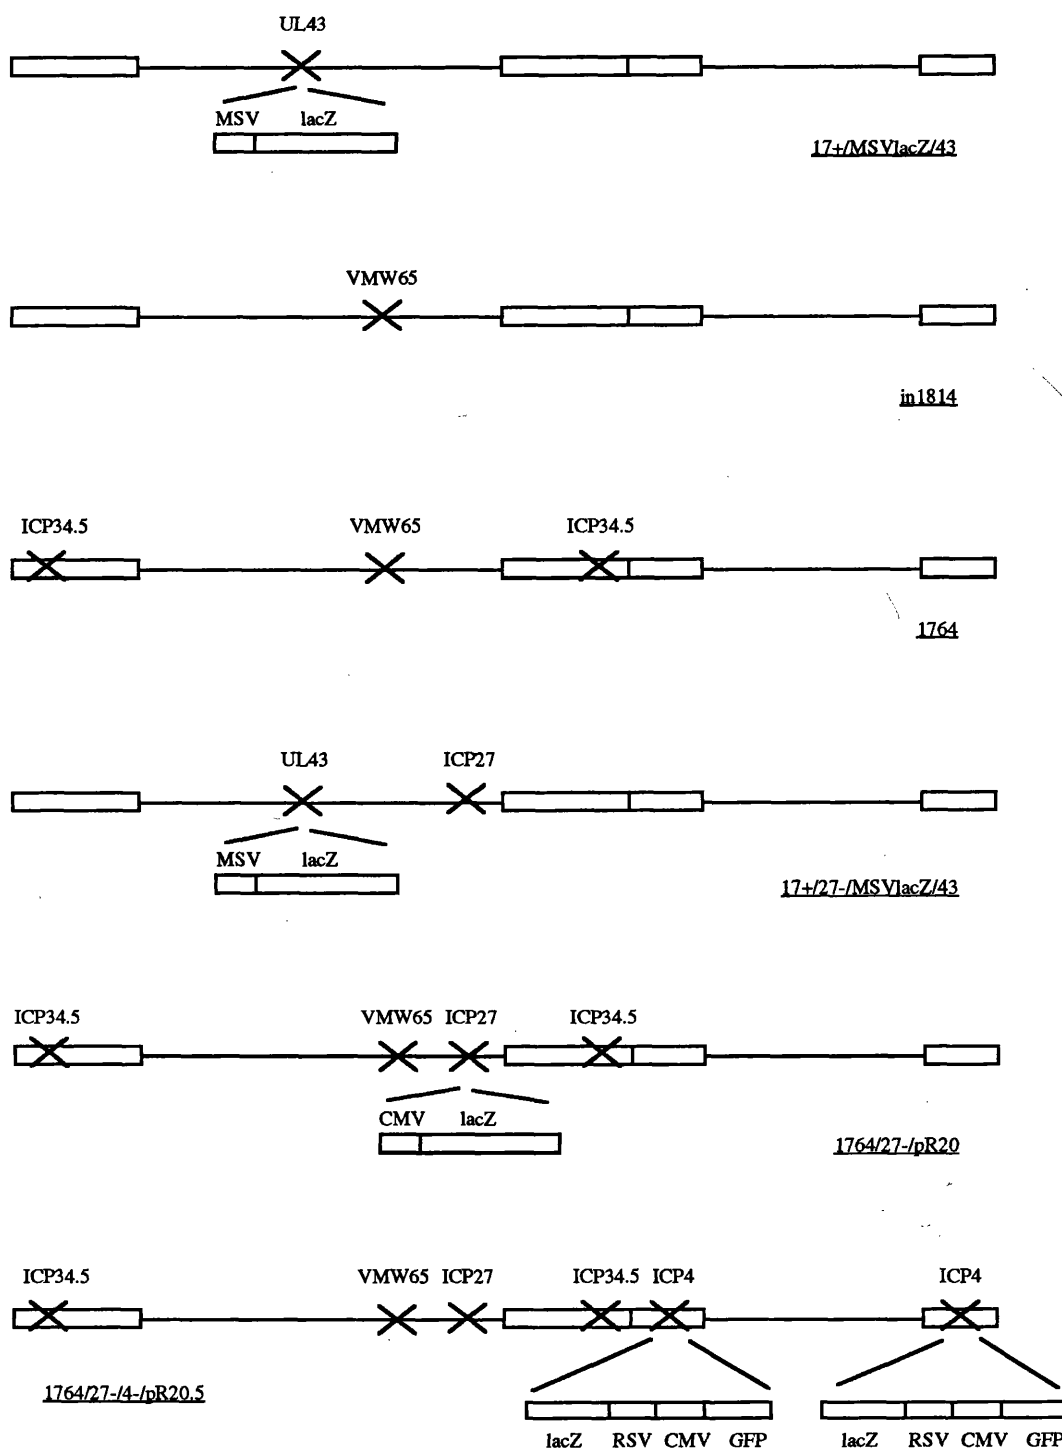 UL43
MSV lacZ
17+/MSVlacZ/43
VMW65
in1814
ICP34.5 VMW65 ICP34.5
1764
UL43 ICP27
MSV lacZ
17+/27-/MSVlacZ/43
ICP34.5 VMW65 ICP27 ICP34.5
CMV lacZ
1764/27-/pR20
ICP34.5 VMW65 ICP27 ICP34.5 ICP4 ICP4
1764/27-/4-/pR20.5
lacZ RSV CMV GFP lacZ RSV CMV GFP